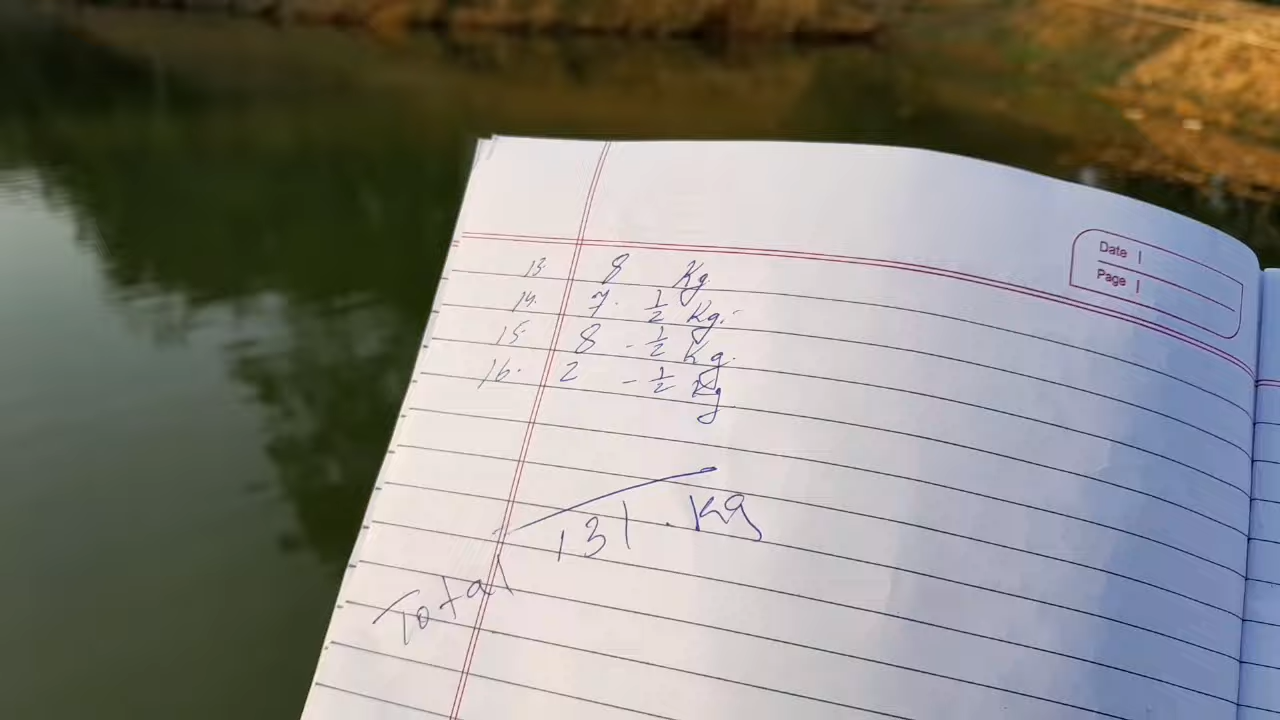 Date
Page
13. 8 Kg
14. 7. 1/2 Kg.
15. 8 - 1/2 Kg.
16. 2 - 1/2 Kg
131. Kg
Total